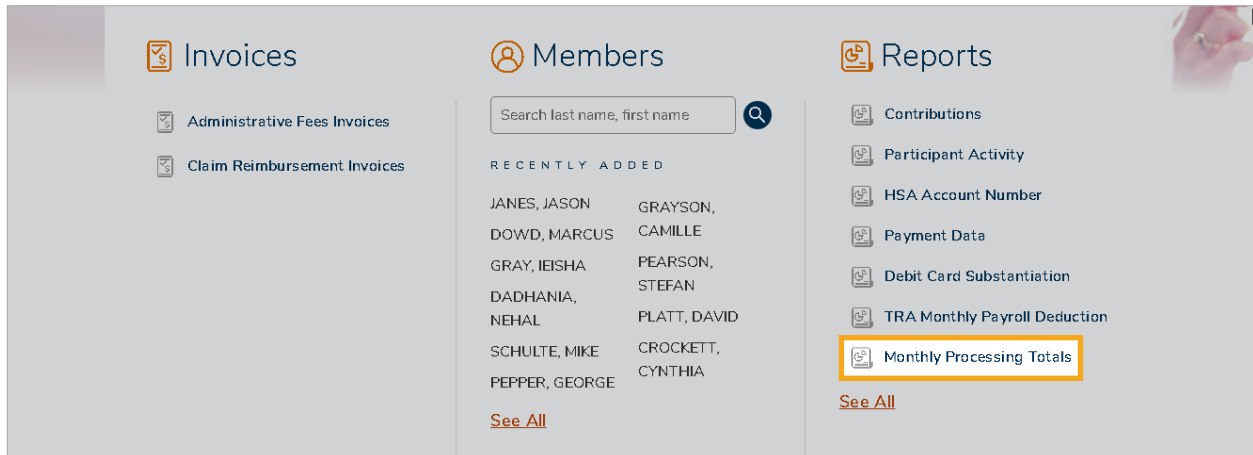 Invoices
Administrative Fees Invoices
Claim Reimbursement Invoices
Members
Search last name, first name
RECENTLY ADDED
JANES, JASON
DOWD, MARCUS
GRAY, IEISHA
DADHANIA,
NEHAL
SCHULTE, MIKE
PEPPER, GEORGE
GRAYSON,
CAMILLE
PEARSON,
STEFAN
PLATT, DAVID
CROCKETT,
CYNTHIA
See All
Reports
Contributions
Participant Activity
HSA Account Number
Payment Data
Debit Card Substantiation
TRA Monthly Payroll Deduction
Monthly Processing Totals
See All